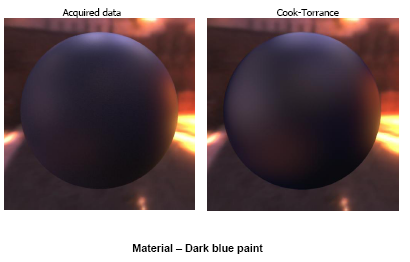 Acquired data
Cook-Torrance
Material – Dark blue paint